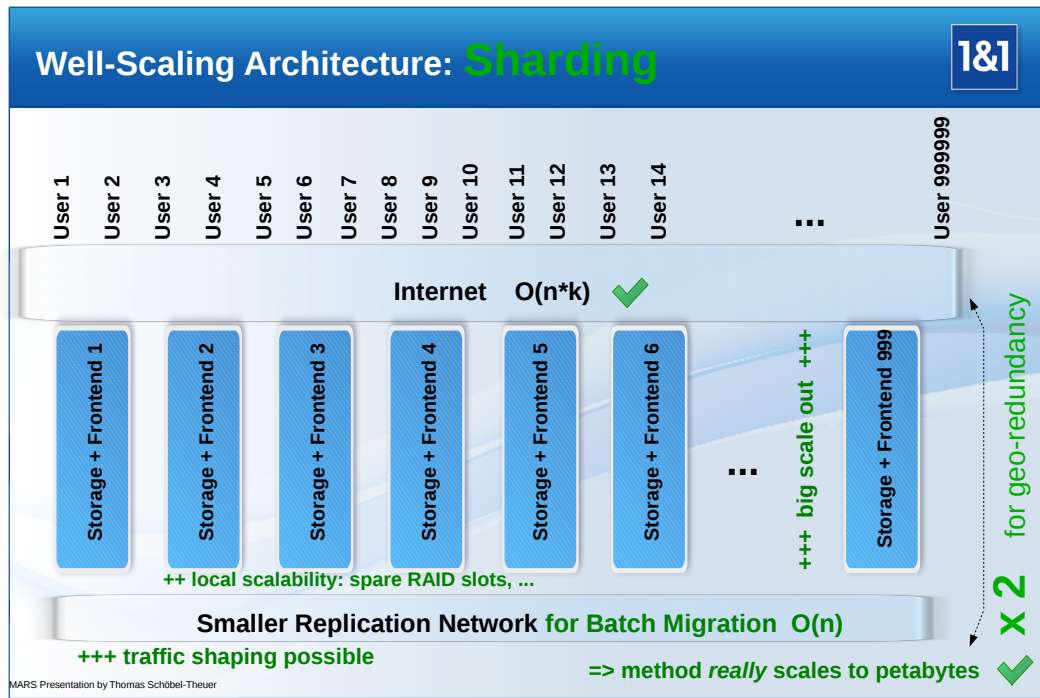 Well-Scaling Architecture: Sharding
1&1
User 1
User 2
User 3
User 4
User 5
User 6
User 7
User 8
User 9
User 10
User 11
User 12
User 13
User 14
...
User 999999
Internet O(n*k)
Storage + Frontend 1
Storage + Frontend 2
Storage + Frontend 3
Storage + Frontend 4
Storage + Frontend 5
Storage + Frontend 6
...
+++ big scale out +++
Storage + Frontend 999
x 2 for geo-redundancy
++ local scalability: spare RAID slots, ...
Smaller Replication Network for Batch Migration O(n)
+++ traffic shaping possible
=> method really scales to petabytes
MARS Presentation by Thomas Schöbel-Theuer